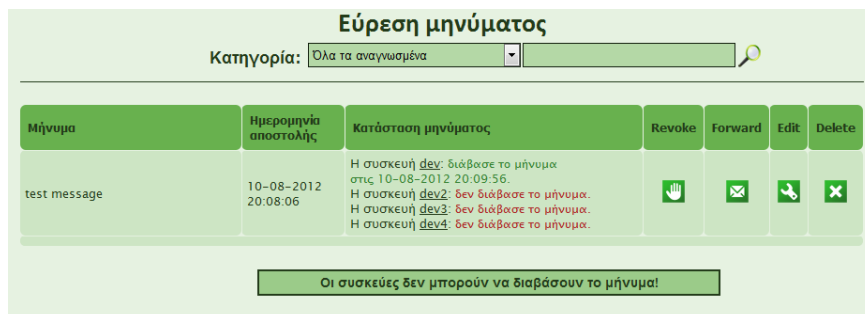 Εύρεση μηνύματος
Κατηγορία: Όλα τα αναγνωσμένα
Μήνυμα Ημερομηνία αποστολής Κατάσταση μηνύματος Revoke Forward Edit Delete
test message
10-08-2012
20:08:06
Η συσκευή dev: διάβασε το μήνυμα
στις 10-08-2012 20:09:56.
Η συσκευή dev2: δεν διάβασε το μήνυμα.
Η συσκευή dev3: δεν διάβασε το μήνυμα.
Η συσκευή dev4: δεν διάβασε το μήνυμα.
Οι συσκεύες δεν μπορούν να διαβάσουν το μήνυμα!